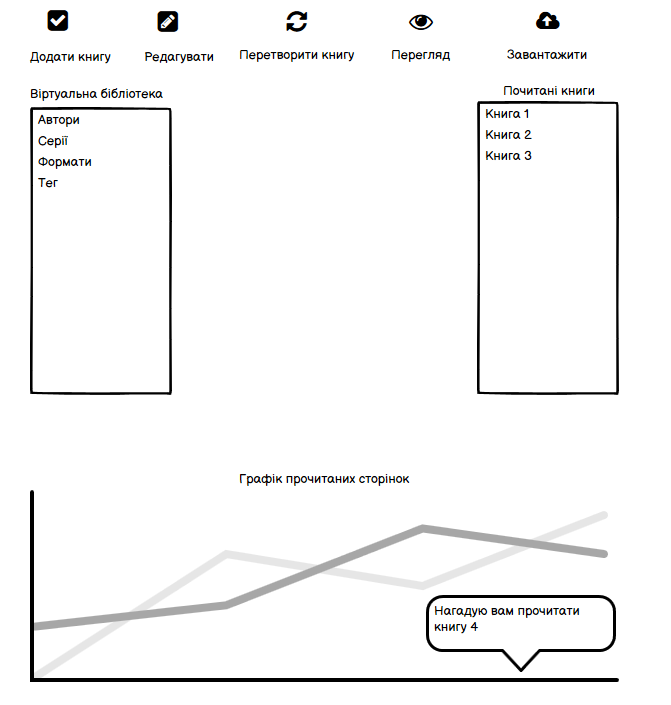 Додати книгу
Редагувати
Перетворити книгу
Перегляд
Завантажити
Віртуальна бібліотека
Автори
Серії
Формати
Тег
Почитані книги
Книга 1
Книга 2
Книга 3
Графік прочитаних сторінок
Нагадую вам прочитати
книгу 4